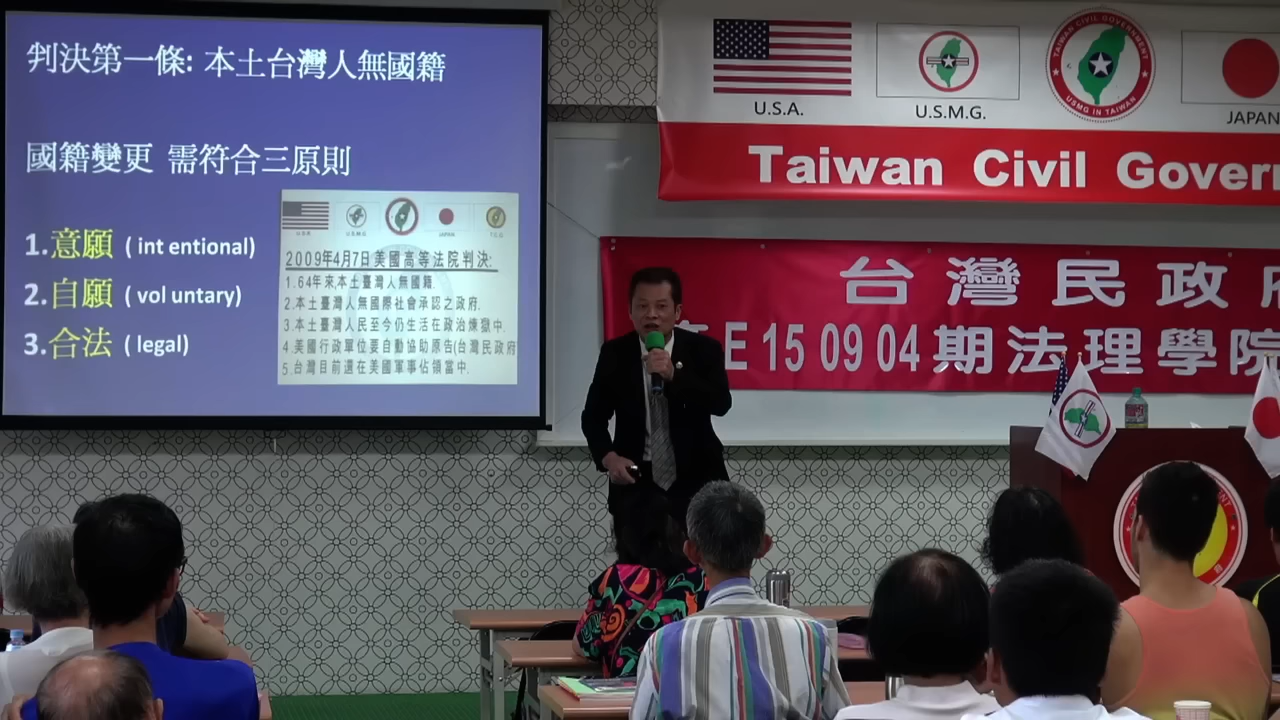 判決第一條: 本土台灣人無國籍
國籍變更 需符合三原則
1.意願 ( int entional)
2.自願 ( vol untary)
3.合法 ( legal)
2009年4月7日 美國高等法院判決:
1.64年來本土臺灣人無國籍.
2.本土臺灣人無國際社會承認之政府.
3.本土臺灣人民至今仍生活在政治煉獄中.
4.美國行政單位要自動協助原告(台灣民政府
5.台灣目前還在美國軍事佔領當中.
U.S.A.
U.S.M.G.
TAIWAN CIVIL GOVERNMENT
USMG IN TAIWAN
JAPAN
Taiwan Civil Gover
台灣民政
E 15 09 04 期法理學院